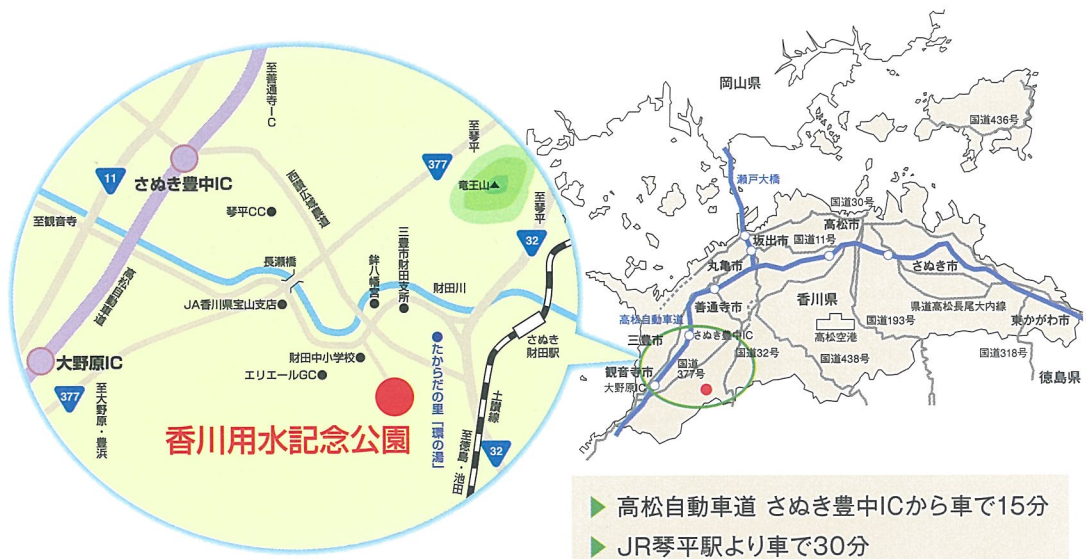 至善通寺IC
11
さぬき豊中IC
377
至琴平
竜王山▲
至琴平
32
琴平CC●
西讃広域農道
至観音寺
長瀬橋
JA香川県宝山支店●
鉾八幡宮●
三豊市財田支所●
財田川
さぬき
財田駅
高松自動車道
大野原IC
377
至大野原・豊浜
財田中小学校●
エリエールGC●
●たからだの里「環の湯」
土讃線
至徳島・池田
32
香川用水記念公園
岡山県
国道436号
瀬戸大橋
国道30号
高松市
坂出市
国道11号
丸亀市
さぬき市
善通寺市
香川県
県道高松長尾大内線
高松自動車道
国道193号
東かがわ市
三豊市
さぬき豊中IC
高松空港
国道32号
国道438号
国道318号
国道
377号
観音寺市
大野原IC
徳島県
▶ 高松自動車道 さぬき豊中ICから車で15分
▶ JR琴平駅より車で30分